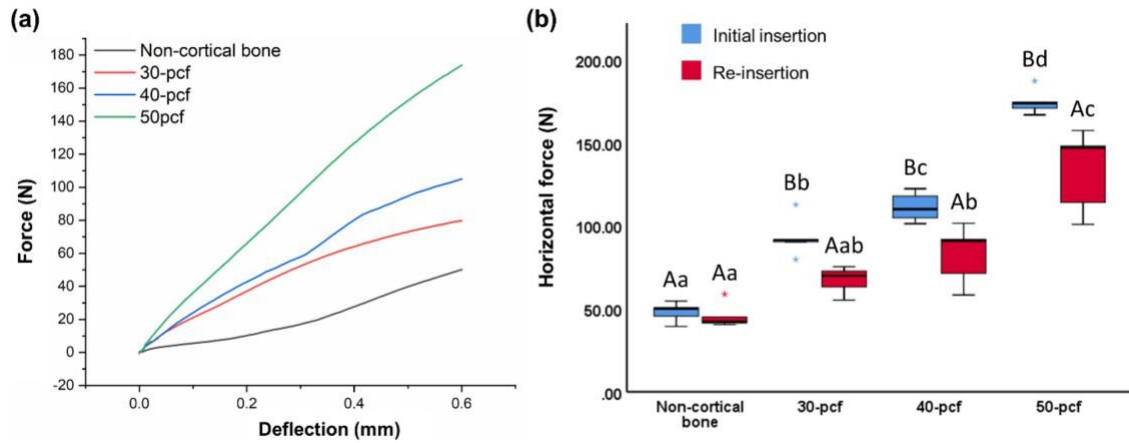 (a)
Non-cortical bone
30-pcf
40-pcf
50pcf
180
160
140
120
100
80
60
40
20
0
-20
Force (N)
0.0
0.2
0.4
0.6
Deflection (mm)
(b)
Initial insertion
Re-insertion
200.00
150.00
100.00
50.00
.00
Horizontal force (N)
Aa
Aa
Bb
Aab
Bc
Ab
Bd
Ac
Non-cortical
bone
30-pcf
40-pcf
50-pcf